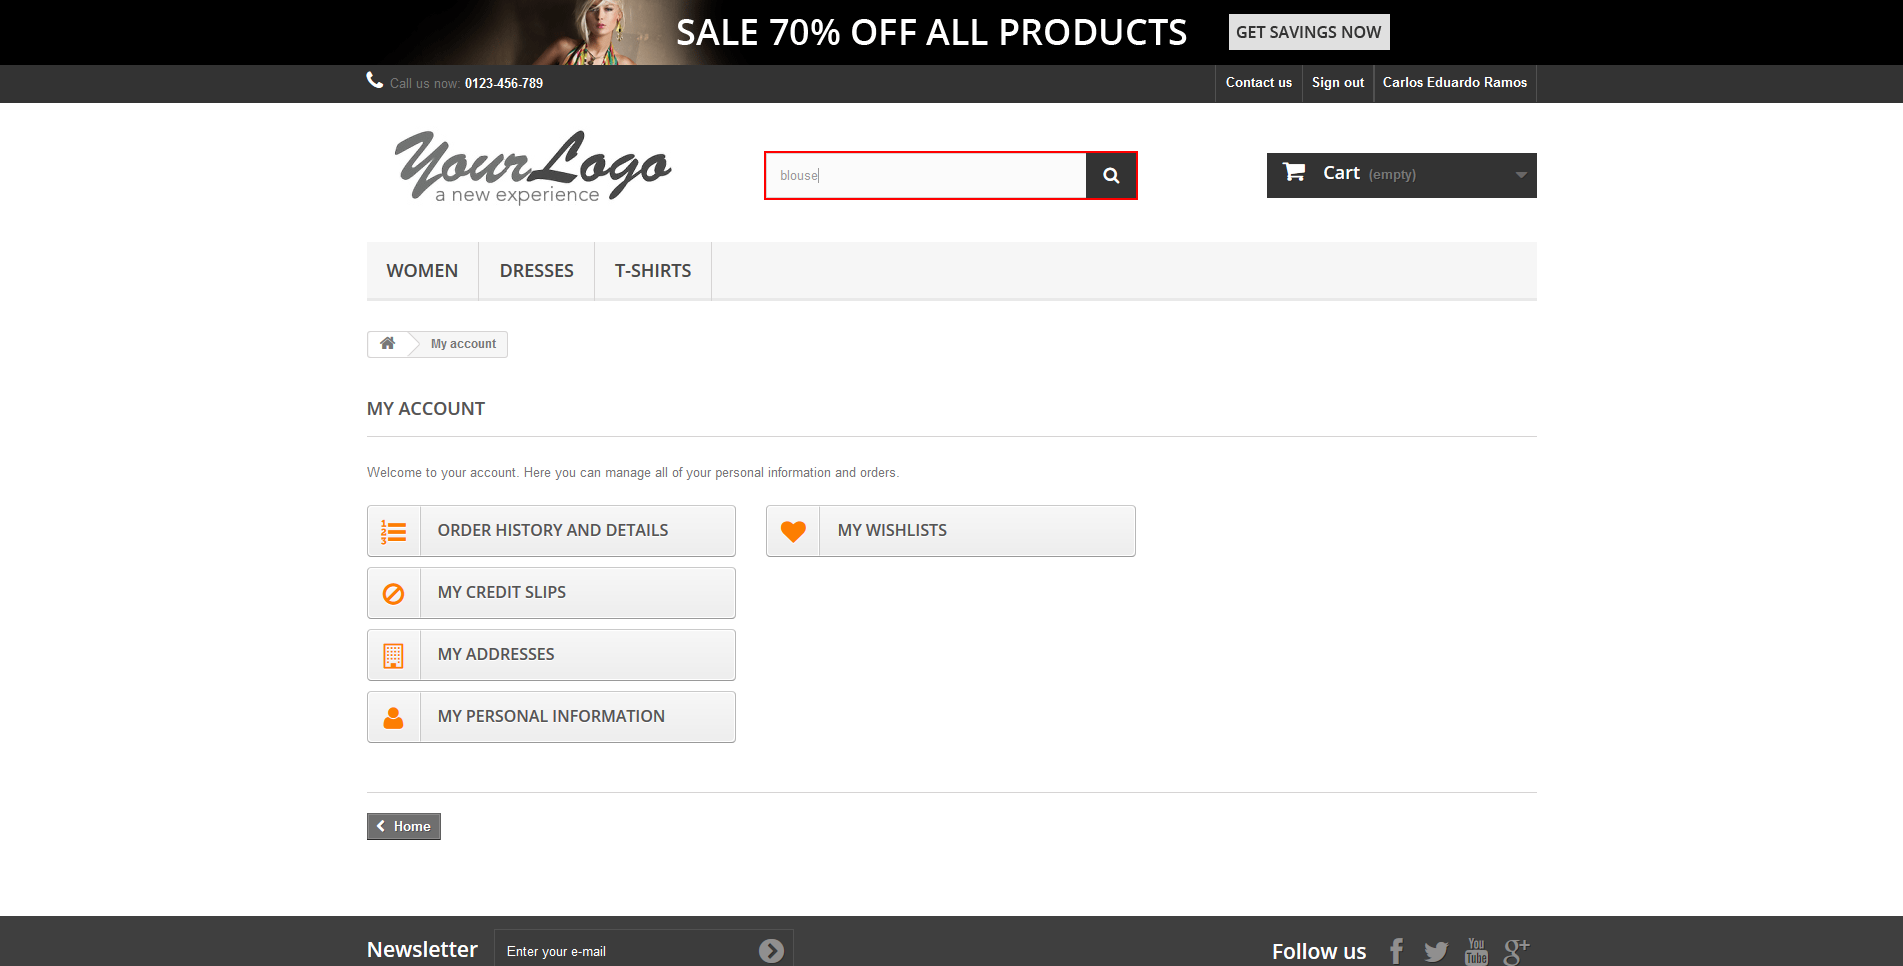 SALE 70% OFF ALL PRODUCTS
GET SAVINGS NOW
Call us now: 0123-456-789
Contact us
Sign out
Carlos Eduardo Ramos
YourLogo
a new experience
blouse
Cart (empty)
WOMEN
DRESSES
T-SHIRTS
My account
MY ACCOUNT
Welcome to your account. Here you can manage all of your personal information and orders.
ORDER HISTORY AND DETAILS
MY WISHLISTS
MY CREDIT SLIPS
MY ADDRESSES
MY PERSONAL INFORMATION
Home
Newsletter
Enter your e-mail
Follow us
You
Tube